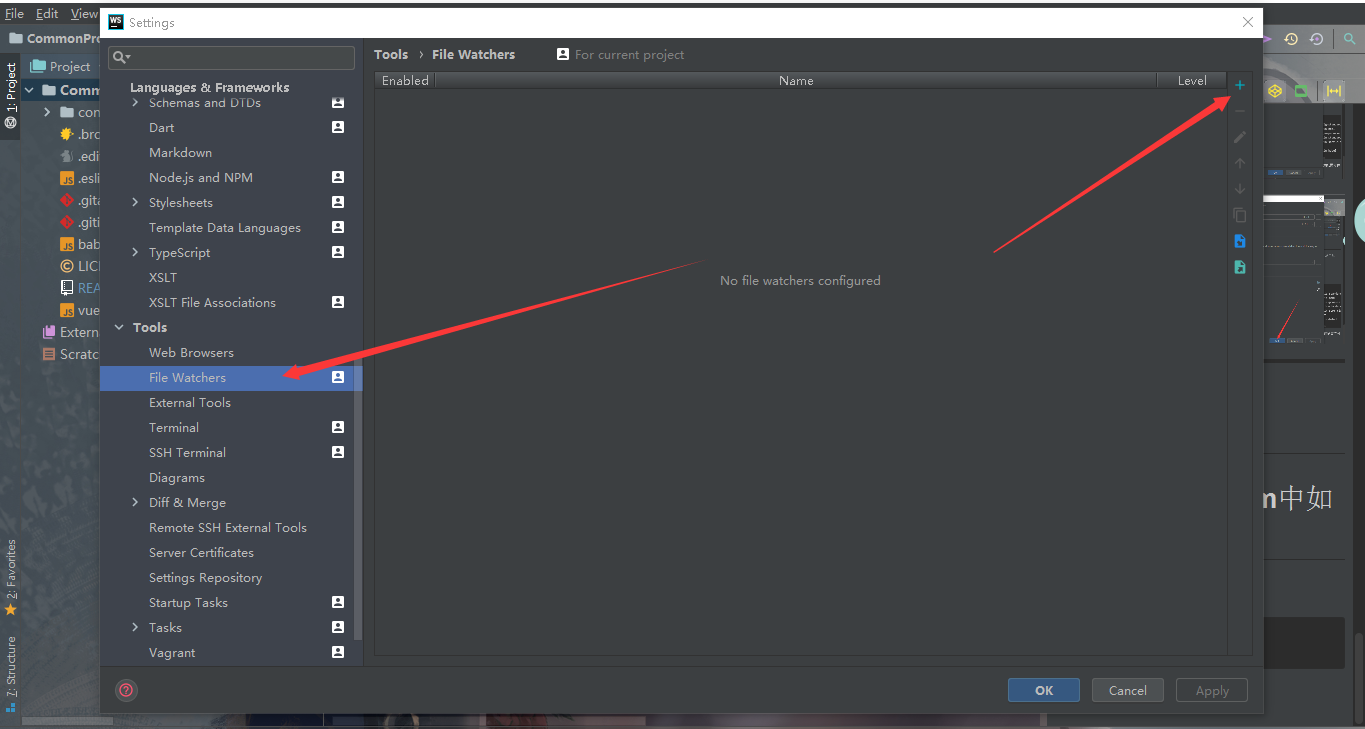 File Edit View
WS Settings
CommonPro
Project
1: Project
Comm
con
.bro
.edi
.esli
.gita
.giti
bab
LICE
REA
vue
Extern
Scratc
2: Favorites
7: Structure
Languages & Frameworks
Schemas and DTDs
Dart
Markdown
Node.js and NPM
Stylesheets
Template Data Languages
TypeScript
XSLT
XSLT File Associations
Tools
Web Browsers
File Watchers
External Tools
Terminal
SSH Terminal
Diagrams
Diff & Merge
Remote SSH External Tools
Server Certificates
Settings Repository
Startup Tasks
Tasks
Vagrant
Tools › File Watchers For current project
Enabled Name Level
No file watchers configured
m中如
OK Cancel Apply